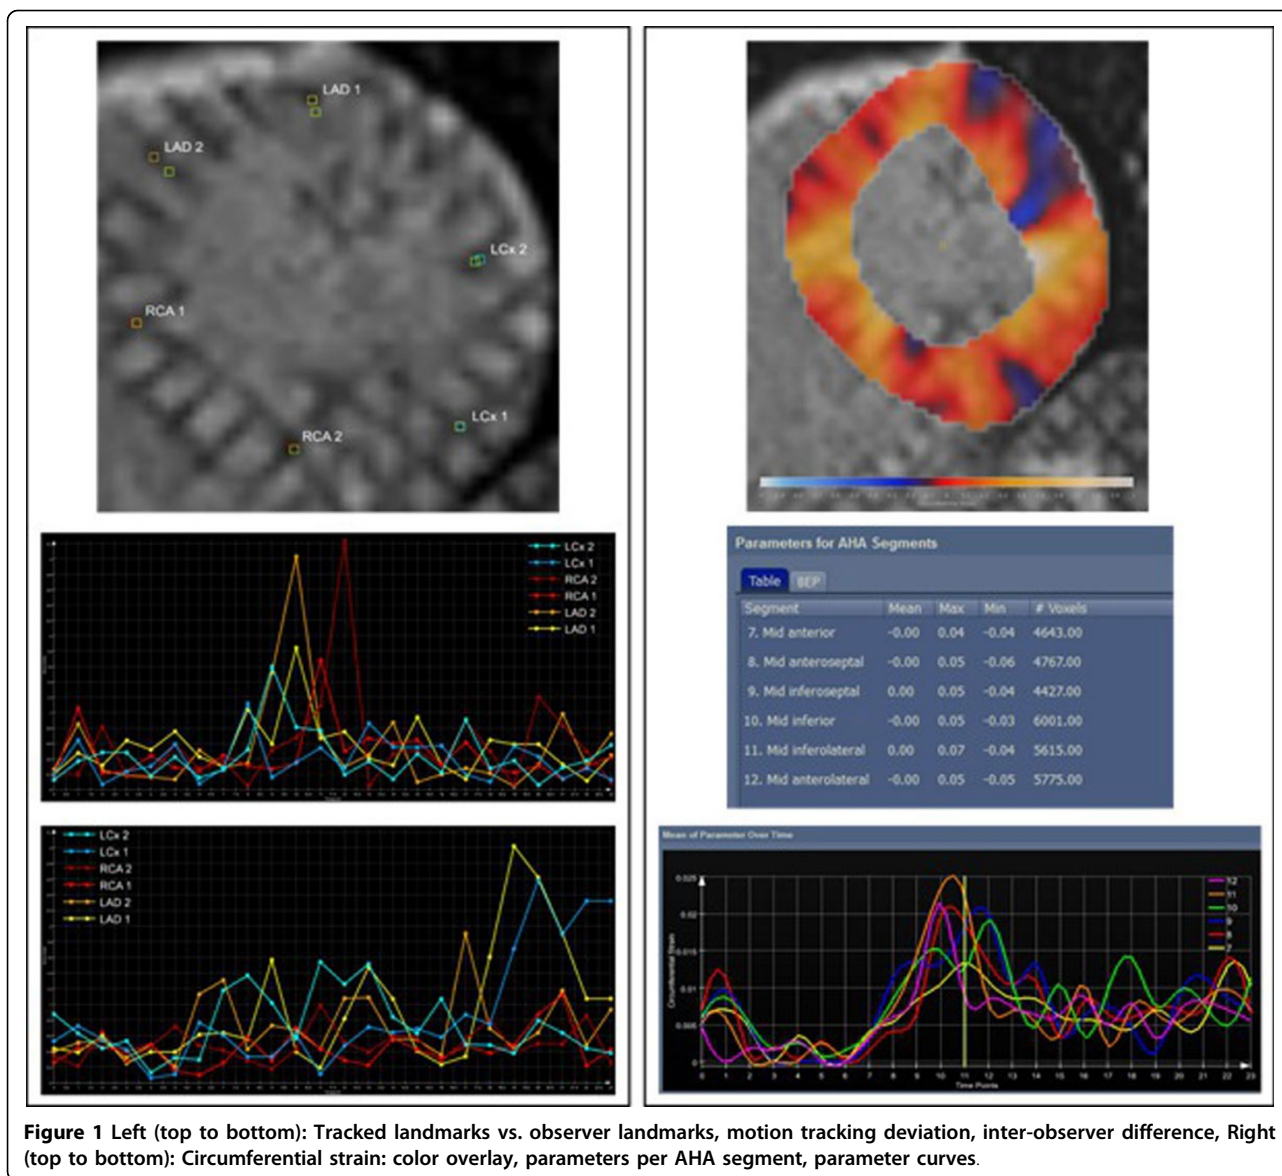 LAD 1
LAD 2
LCx 2
RCA 1
LCx 1
RCA 2
LCx 2
LCx 1
RCA 2
RCA 1
LAD 2
LAD 1
LCx 2
LCx 1
RCA 2
RCA 1
LAD 2
LAD 1
Parameters for AHA Segments
Table BEP
Segment Mean Max Min # Voxels
7. Mid anterior -0.00 0.04 -0.04 4643.00
8. Mid anteroseptal -0.00 0.05 -0.06 4767.00
9. Mid inferoseptal 0.00 0.05 -0.04 4427.00
10. Mid inferior -0.00 0.05 -0.03 6001.00
11. Mid inferolateral 0.00 0.07 -0.04 5615.00
12. Mid anterolateral -0.00 0.05 -0.05 5775.00
Mean of Parameter Over Time
12
11
10
9
8
7
0.025
0.02
0.015
0.01
0.005
0
Circumferential Strain
0 1 2 3 4 5 6 7 8 9 10 11 12 13 14 15 16 17 18 19 20 21 22 23
Time Points
Figure 1 Left (top to bottom): Tracked landmarks vs. observer landmarks, motion tracking deviation, inter-observer difference, Right
(top to bottom): Circumferential strain: color overlay, parameters per AHA segment, parameter curves.